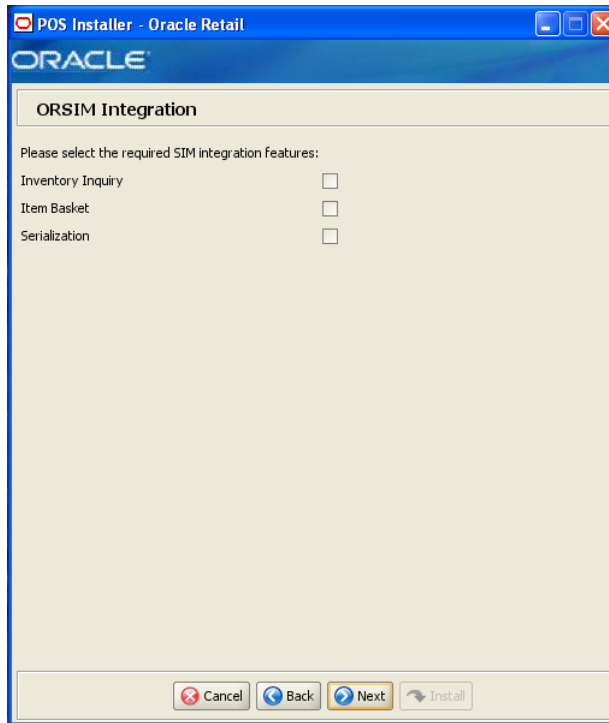 POS Installer - Oracle Retail
ORACLE
ORSIM Integration
Please select the required SIM integration features:
Inventory Inquiry
Item Basket
Serialization
Cancel Back Next Install